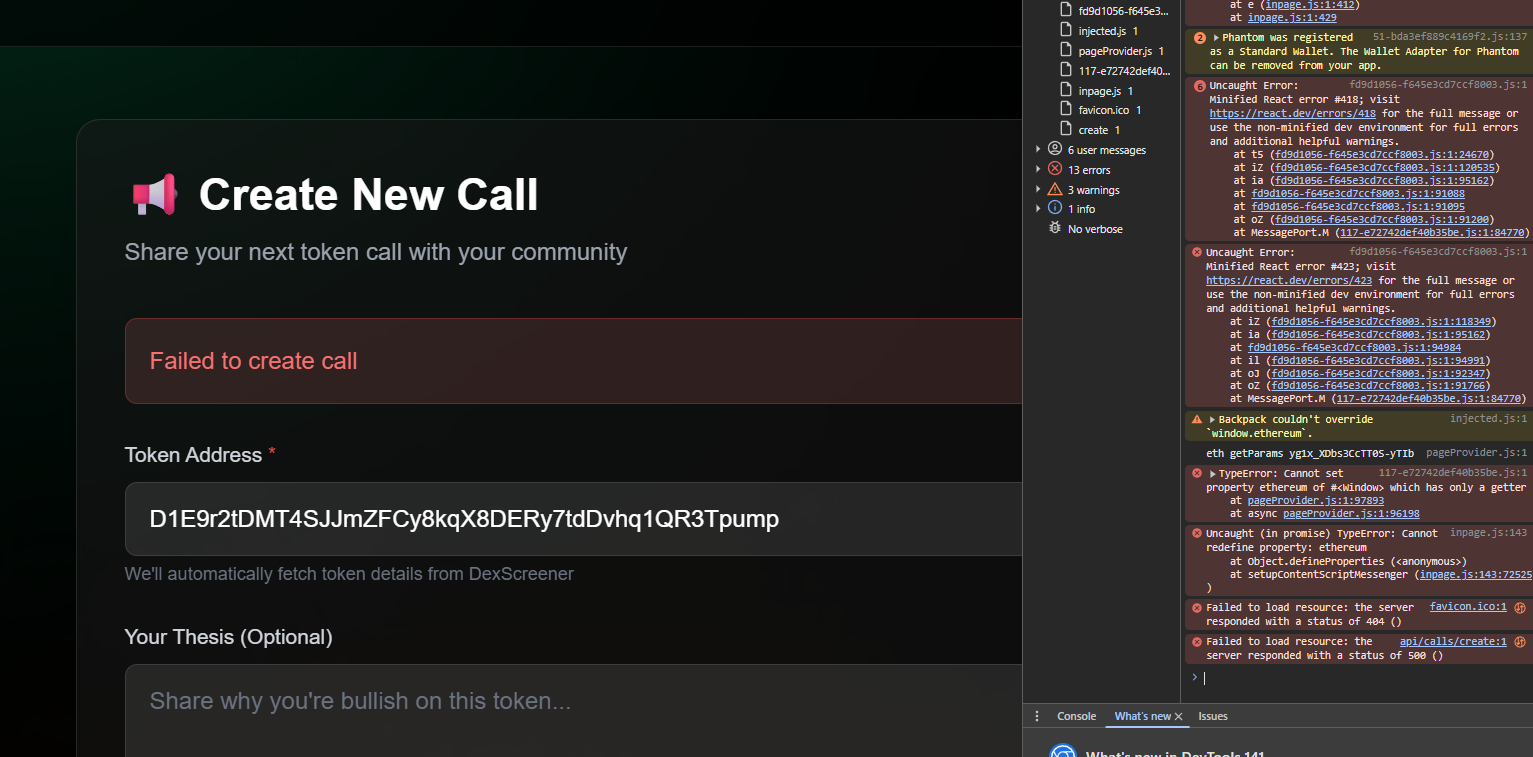 Create New Call
Share your next token call with your community
Failed to create call
Token Address *
D1E9r2tDMT4SJJmZFCy8kqX8DERy7tdDvhq1QR3Tpump
We'll automatically fetch token details from DexScreener
Your Thesis (Optional)
Share why you're bullish on this token...
fd9d1056-f645e3...
injected.js 1
pageProvider.js 1
117-e72742def40...
inpage.js 1
favicon.ico 1
create 1
6 user messages
13 errors
3 warnings
1 info
No verbose
at e (inpage.js:1:412)
at inpage.js:1:429
2 Phantom was registered 51-bda3ef889c4169f2.js:137
as a Standard Wallet. The Wallet Adapter for Phantom
can be removed from your app.
6 Uncaught Error: fd9d1056-f645e3cd7ccf8003.js:1
Minified React error #418; visit
https://react.dev/errors/418 for the full message or
use the non-minified dev environment for full errors
and additional helpful warnings.
at t5 (fd9d1056-f645e3cd7ccf8003.js:1:24670)
at iZ (fd9d1056-f645e3cd7ccf8003.js:1:120535)
at ia (fd9d1056-f645e3cd7ccf8003.js:1:95162)
at fd9d1056-f645e3cd7ccf8003.js:1:91088
at fd9d1056-f645e3cd7ccf8003.js:1:91095
at oZ (fd9d1056-f645e3cd7ccf8003.js:1:91200)
at MessagePort.M (117-e72742def40b35be.js:1:84770)
Uncaught Error: fd9d1056-f645e3cd7ccf8003.js:1
Minified React error #423; visit
https://react.dev/errors/423 for the full message or
use the non-minified dev environment for full errors
and additional helpful warnings.
at iZ (fd9d1056-f645e3cd7ccf8003.js:1:118349)
at ia (fd9d1056-f645e3cd7ccf8003.js:1:95162)
at fd9d1056-f645e3cd7ccf8003.js:1:94984
at il (fd9d1056-f645e3cd7ccf8003.js:1:94991)
at oJ (fd9d1056-f645e3cd7ccf8003.js:1:92347)
at oZ (fd9d1056-f645e3cd7ccf8003.js:1:91766)
at MessagePort.M (117-e72742def40b35be.js:1:84770)
Backpack couldn't override injected.js:1
`window.ethereum`.
eth getParams yg1x_XDbs3CcTT0S-yTIb pageProvider.js:1
TypeError: Cannot set 117-e72742def40b35be.js:1
property ethereum of #<Window> which has only a getter
at pageProvider.js:1:97893
at async pageProvider.js:1:96198
Uncaught (in promise) TypeError: Cannot inpage.js:143
redefine property: ethereum
at Object.defineProperties (<anonymous>)
at setupContentScriptMessenger (inpage.js:143:72525
)
Failed to load resource: the server favicon.ico:1
responded with a status of 404 ()
Failed to load resource: the api/calls/create:1
server responded with a status of 500 ()
Console What's new Issues
What's new in DevTools 141